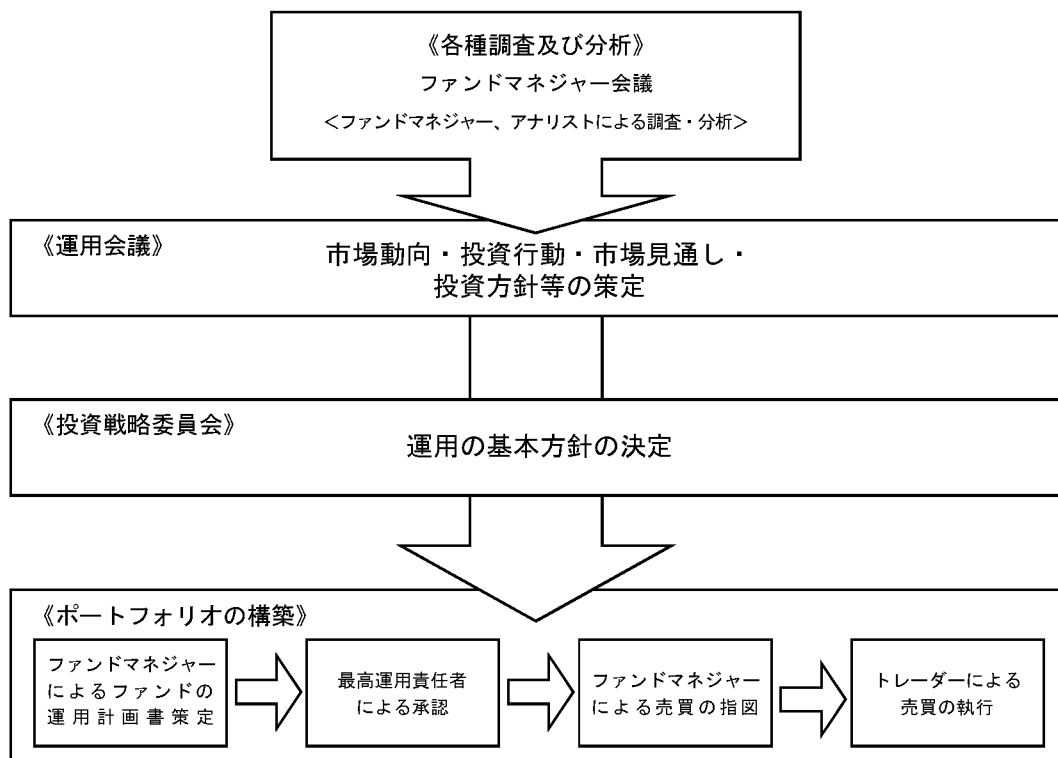 《各種調査及び分析》
ファンドマネジャー会議
＜ファンドマネジャー、アナリストによる調査・分析＞
《運用会議》
市場動向・投資行動・市場見通し・
投資方針等の策定
《投資戦略委員会》
運用の基本方針の決定
《ポートフォリオの構築》
ファンドマネジャー
によるファンドの
運用計画書策定
最高運用責任者
による承認
ファンドマネジャー
による売買の指図
トレーダーによる
売買の執行